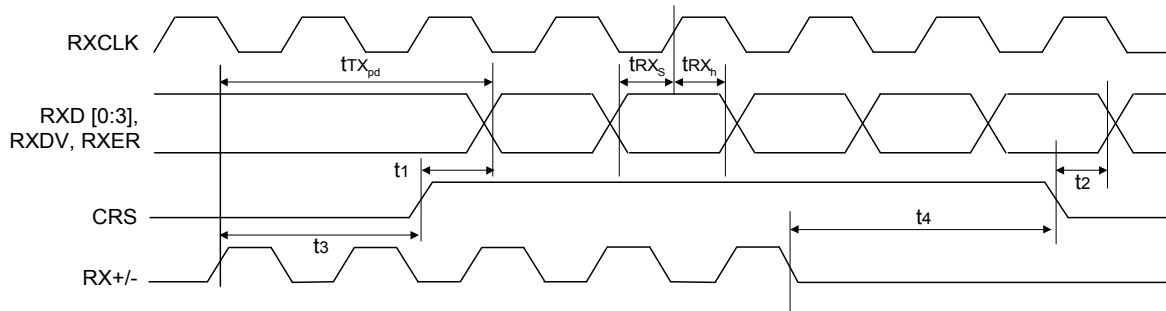 RXCLK
tTXpd
tRXS
tRXh
RXD [0:3],
RXDV, RXER
t1
t2
CRS
t3
t4
RX+/-